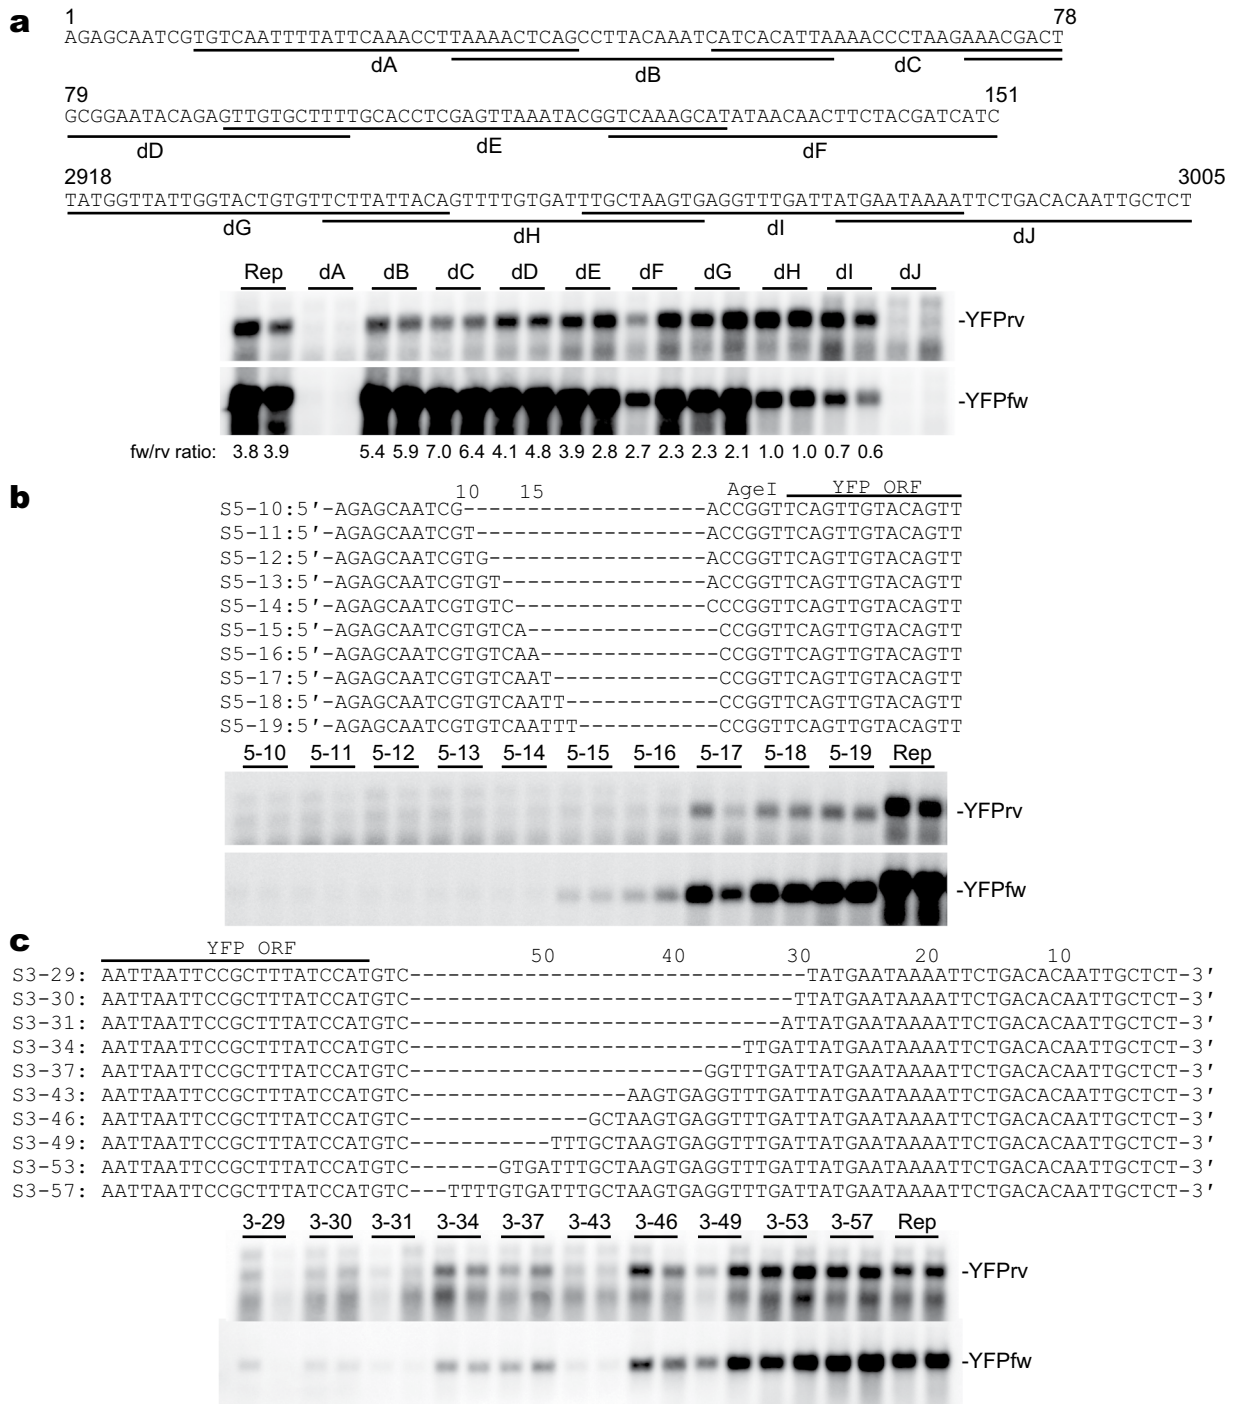 a
1 78
AGAGCAATCGTGTCAATTTTATTCAAACCTTAAAACTCAGCCTTACAAATCATCACATTAAAACCCTAAGAAACGACT
dA dB dC
79 151
GCGGAATACAGAGTTGTGCTTTTGCACCTCGAGTTAAATACGGTCAAAGCATATAACAACTTCTACGATCATC
dD dE dF
2918 3005
TATGGTTATTGGTACTGTGTTCTTATTACAGTTTTGTGATTTGCTAAGTGAGGTTTGATTATGAATAAAATTCTGACACAATTGCTCT
dG dH dI dJ
Rep dA dB dC dD dE dF dG dH dI dJ
-YFPrv
-YFPfw
fw/rv ratio: 3.8 3.9 5.4 5.9 7.0 6.4 4.1 4.8 3.9 2.8 2.7 2.3 2.3 2.1 1.0 1.0 0.7 0.6
b
10 15 AgeI YFP ORF
S5-10:5′-AGAGCAATCG-------------------ACCGGTTCAGTTGTACAGTT
S5-11:5′-AGAGCAATCGT------------------ACCGGTTCAGTTGTACAGTT
S5-12:5′-AGAGCAATCGTG-----------------ACCGGTTCAGTTGTACAGTT
S5-13:5′-AGAGCAATCGTGT----------------ACCGGTTCAGTTGTACAGTT
S5-14:5′-AGAGCAATCGTGTC---------------CCCGGTTCAGTTGTACAGTT
S5-15:5′-AGAGCAATCGTGTCA---------------CCGGTTCAGTTGTACAGTT
S5-16:5′-AGAGCAATCGTGTCAA--------------CCGGTTCAGTTGTACAGTT
S5-17:5′-AGAGCAATCGTGTCAAT-------------CCGGTTCAGTTGTACAGTT
S5-18:5′-AGAGCAATCGTGTCAATT------------CCGGTTCAGTTGTACAGTT
S5-19:5′-AGAGCAATCGTGTCAATTT-----------CCGGTTCAGTTGTACAGTT
5-10 5-11 5-12 5-13 5-14 5-15 5-16 5-17 5-18 5-19 Rep
-YFPrv
-YFPfw
c
YFP ORF 50 40 30 20 10
S3-29: AATTAATTCCGCTTTATCCATGTC-------------------------------TATGAATAAAATTCTGACACAATTGCTCT-3′
S3-30: AATTAATTCCGCTTTATCCATGTC------------------------------TTATGAATAAAATTCTGACACAATTGCTCT-3′
S3-31: AATTAATTCCGCTTTATCCATGTC-----------------------------ATTATGAATAAAATTCTGACACAATTGCTCT-3′
S3-34: AATTAATTCCGCTTTATCCATGTC--------------------------TTGATTATGAATAAAATTCTGACACAATTGCTCT-3′
S3-37: AATTAATTCCGCTTTATCCATGTC-----------------------GGTTTGATTATGAATAAAATTCTGACACAATTGCTCT-3′
S3-43: AATTAATTCCGCTTTATCCATGTC-----------------AAGTGAGGTTTGATTATGAATAAAATTCTGACACAATTGCTCT-3′
S3-46: AATTAATTCCGCTTTATCCATGTC--------------GCTAAGTGAGGTTTGATTATGAATAAAATTCTGACACAATTGCTCT-3′
S3-49: AATTAATTCCGCTTTATCCATGTC-----------TTTGCTAAGTGAGGTTTGATTATGAATAAAATTCTGACACAATTGCTCT-3′
S3-53: AATTAATTCCGCTTTATCCATGTC-------GTGATTTGCTAAGTGAGGTTTGATTATGAATAAAATTCTGACACAATTGCTCT-3′
S3-57: AATTAATTCCGCTTTATCCATGTC---TTTTGTGATTTGCTAAGTGAGGTTTGATTATGAATAAAATTCTGACACAATTGCTCT-3′
3-29 3-30 3-31 3-34 3-37 3-43 3-46 3-49 3-53 3-57 Rep
-YFPrv
-YFPfw